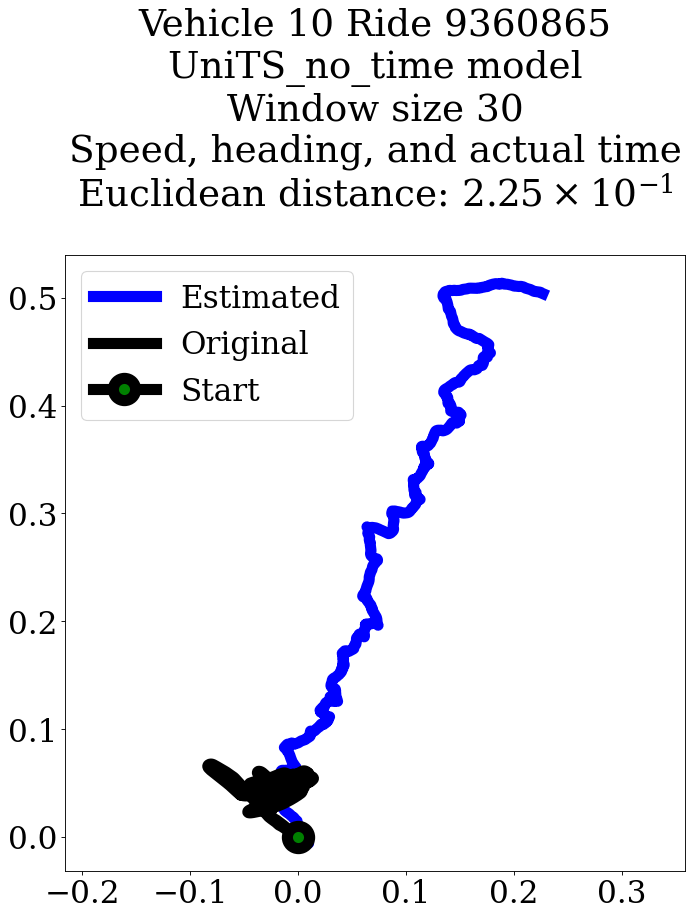 Vehicle 10 Ride 9360865
UniTS_no_time model
Window size 30
Speed, heading, and actual time
Euclidean distance: 2.25 × 10⁻¹
Estimated
Original
Start
0.5
0.4
0.3
0.2
0.1
0.0
−0.2 −0.1 0.0 0.1 0.2 0.3